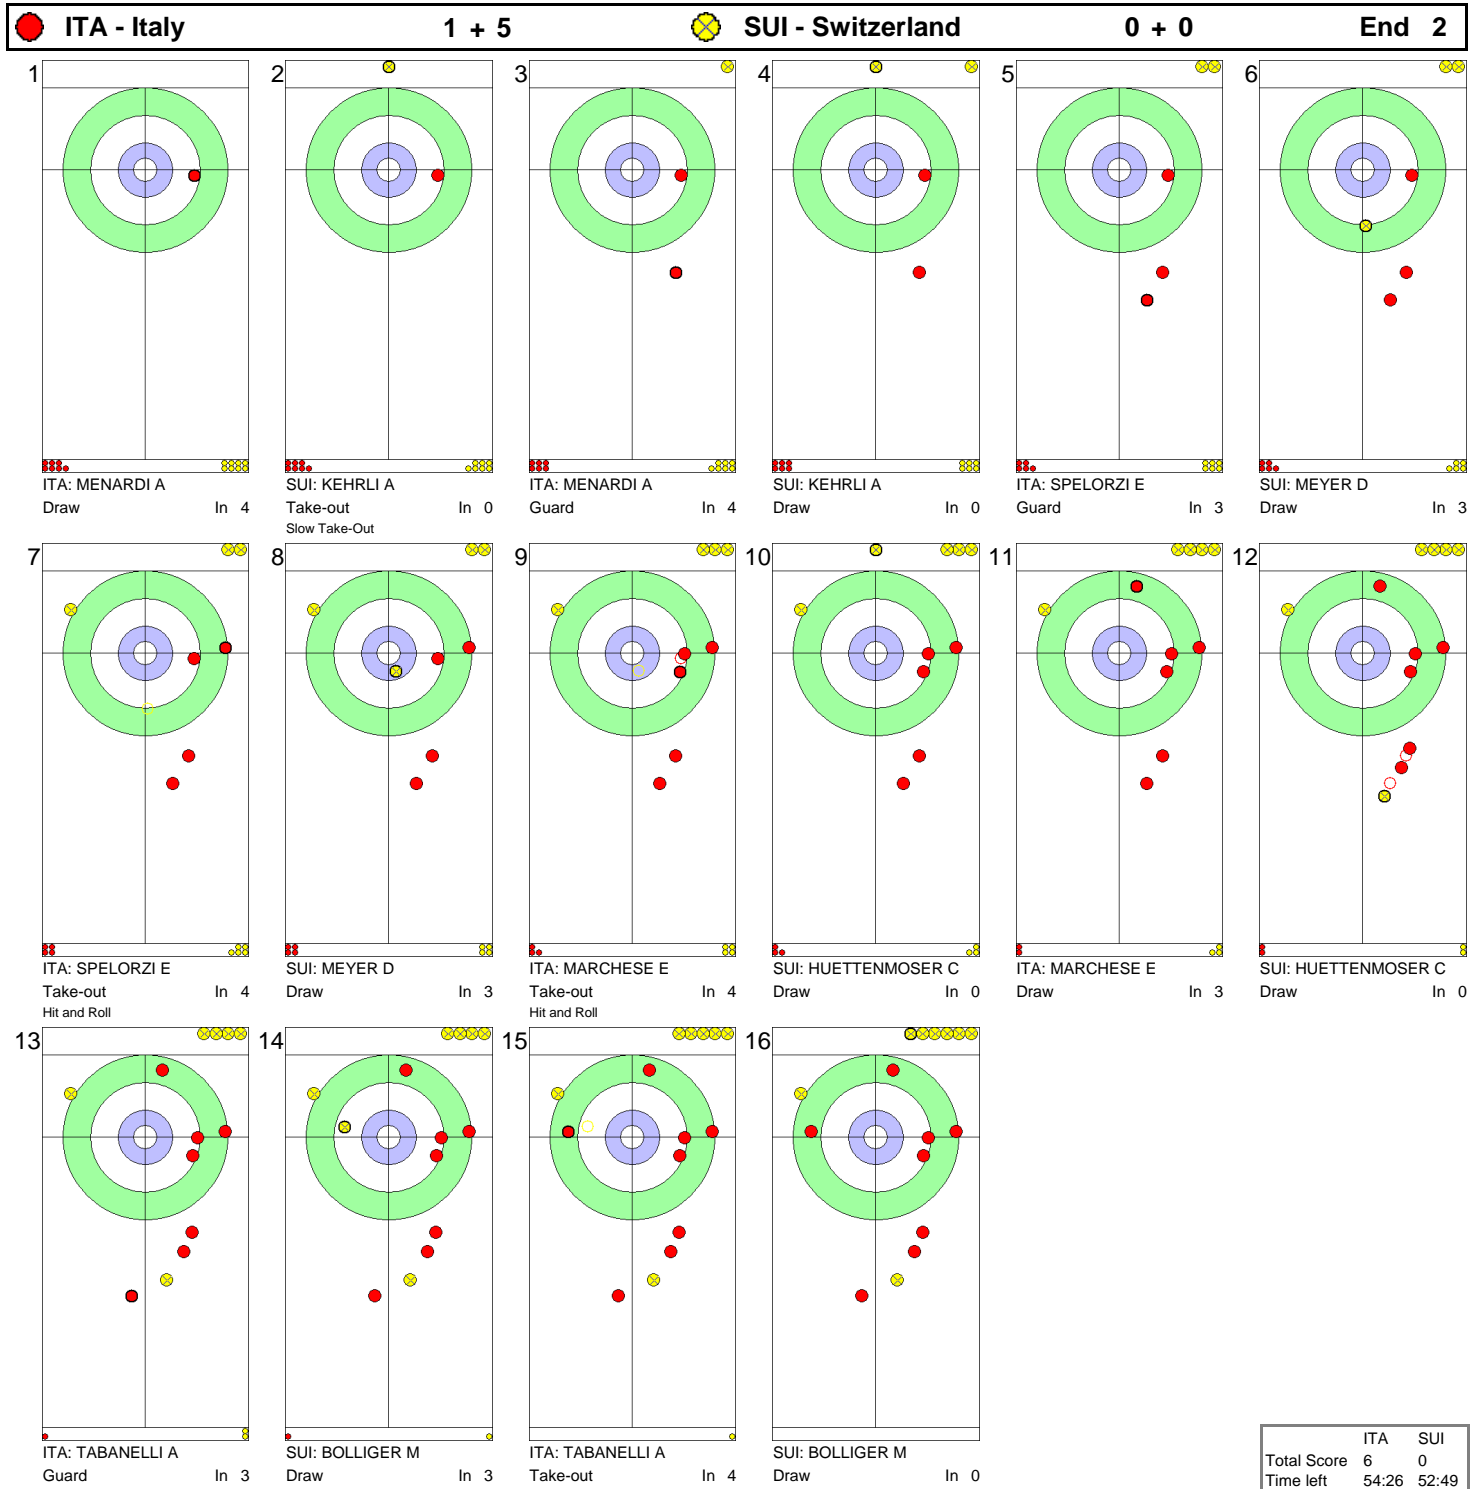 ITA - Italy 1 + 5 SUI - Switzerland 0 + 0 End 2
1 2 3 4 5 6
ITA: MENARDI A SUI: KEHRLI A ITA: MENARDI A SUI: KEHRLI A ITA: SPELORZI E SUI: MEYER D
Draw In 4 Take-out In 0 Guard In 4 Draw In 0 Guard In 3 Draw In 3
Slow Take-Out
7 8 9 10 11 12
ITA: SPELORZI E SUI: MEYER D ITA: MARCHESE E SUI: HUETTENMOSER C ITA: MARCHESE E SUI: HUETTENMOSER C
Take-out In 4 Draw In 3 Take-out In 4 Draw In 0 Draw In 3 Draw In 0
Hit and Roll Hit and Roll
13 14 15 16
ITA: TABANELLI A SUI: BOLLIGER M ITA: TABANELLI A SUI: BOLLIGER M
Guard In 3 Draw In 3 Take-out In 4 Draw In 0
ITA SUI
Total Score 6 0
Time left 54:26 52:49